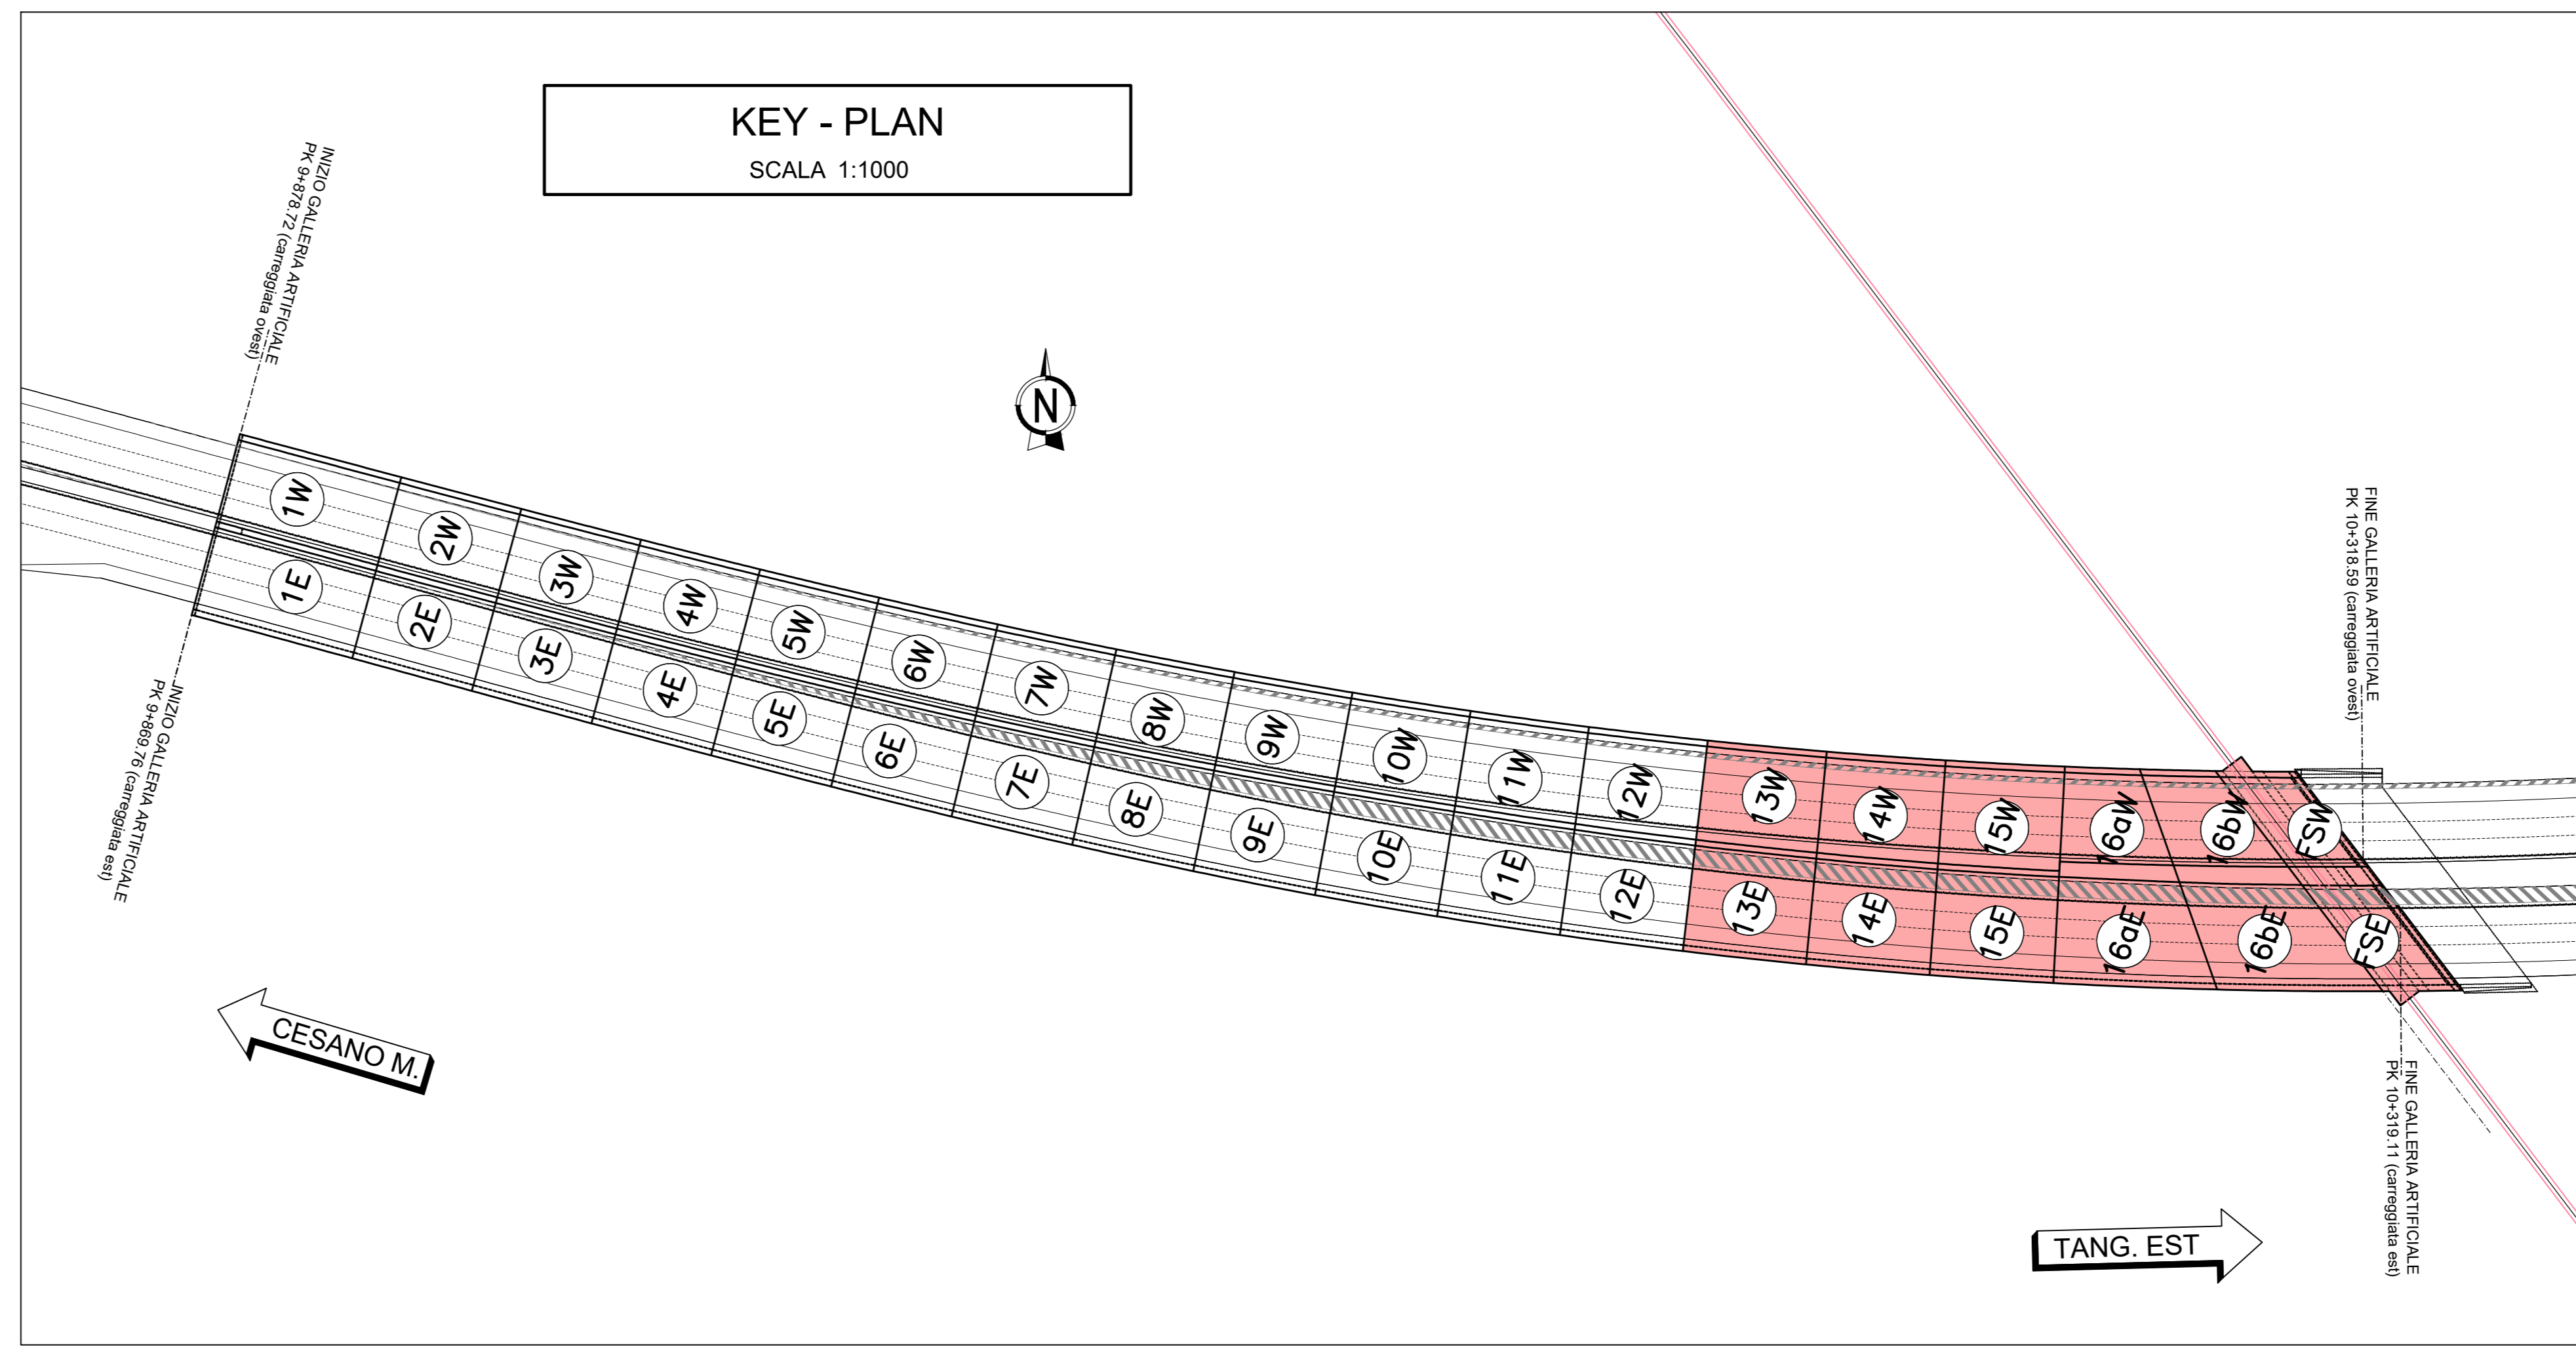 KEY - PLAN
SCALA 1:1000
INIZIO GALLERIA ARTIFICIALE
PK 9+878.72 (carreggiata ovest)
N
FINE GALLERIA ARTIFICIALE
PK 10+318.59 (carreggiata ovest)
1W
2W
3W
4W
5W
6W
7W
8W
9W
10W
11W
12W
13W
14W
15W
16aW
16bW
FSW
1E
2E
3E
4E
5E
6E
7E
8E
9E
10E
11E
12E
13E
14E
15E
16aE
16bE
FSE
INIZIO GALLERIA ARTIFICIALE
PK 9+869.76 (carreggiata est)
CESANO M.
TANG. EST
FINE GALLERIA ARTIFICIALE
PK 10+319.11 (carreggiata est)